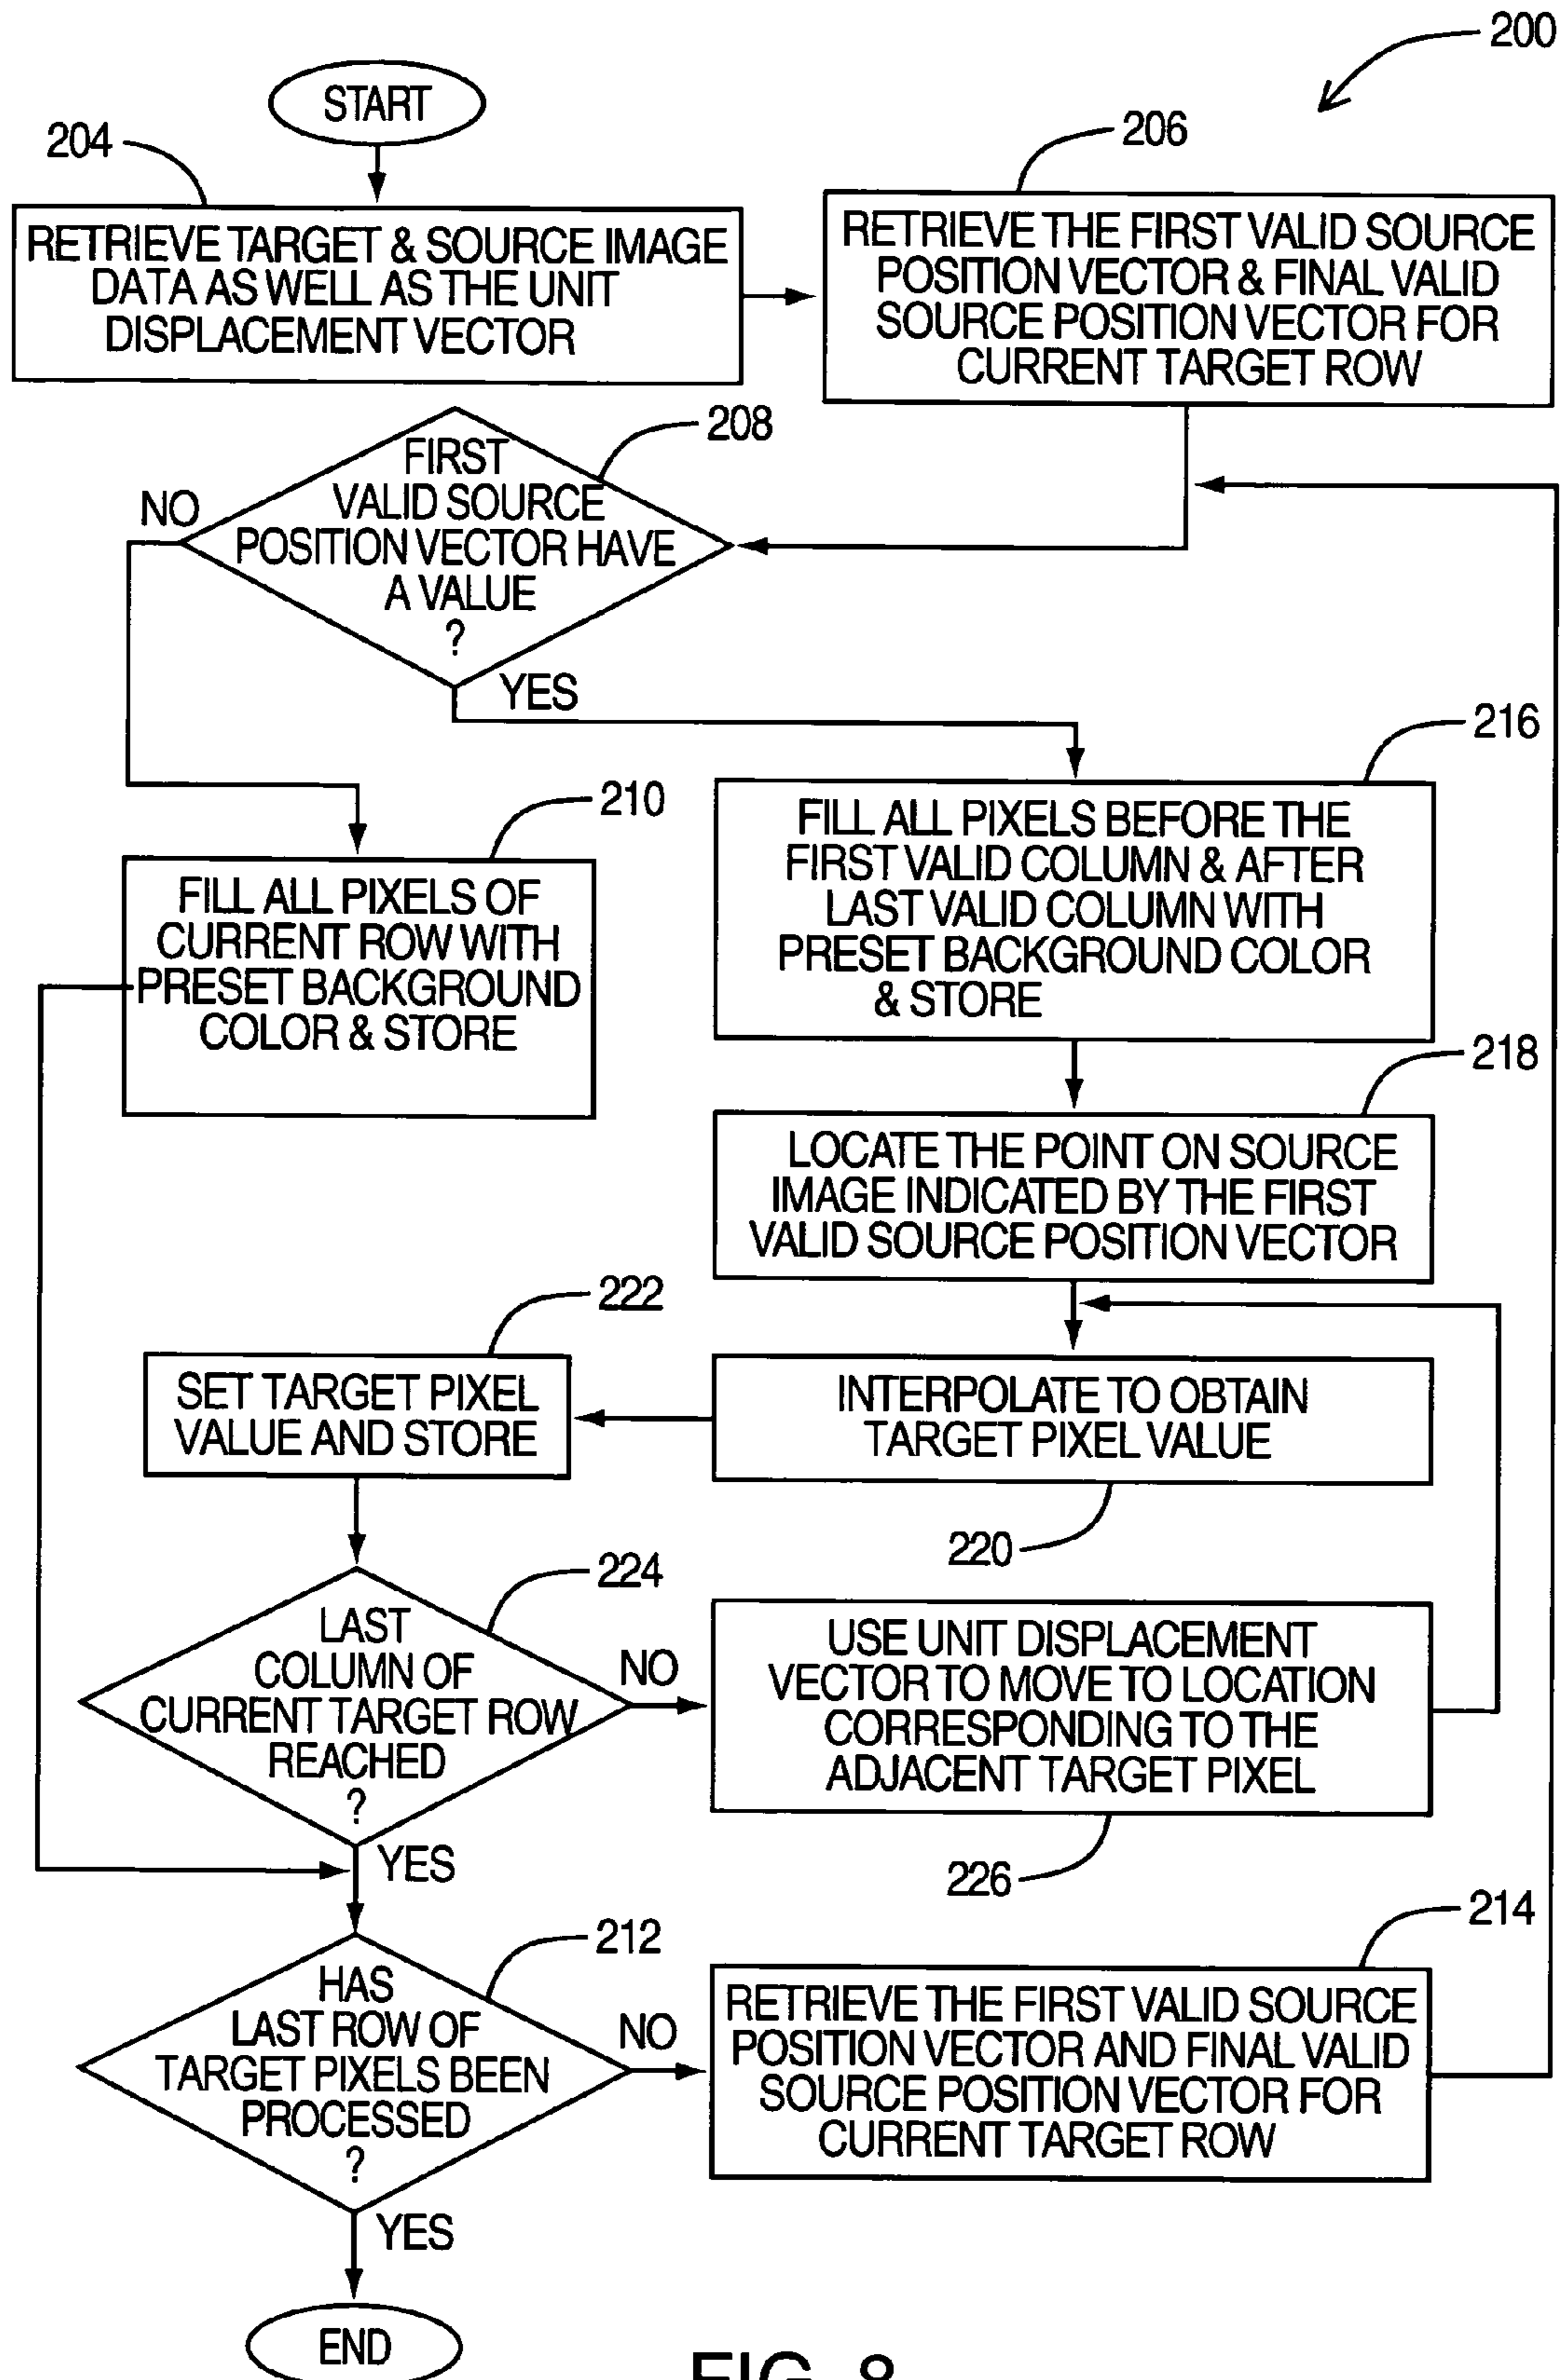 200
START
204
RETRIEVE TARGET & SOURCE IMAGE
DATA AS WELL AS THE UNIT
DISPLACEMENT VECTOR
206
RETRIEVE THE FIRST VALID SOURCE
POSITION VECTOR & FINAL VALID
SOURCE POSITION VECTOR FOR
CURRENT TARGET ROW
208
FIRST
VALID SOURCE
POSITION VECTOR HAVE
A VALUE
?
NO
YES
210
FILL ALL PIXELS OF
CURRENT ROW WITH
PRESET BACKGROUND
COLOR & STORE
216
FILL ALL PIXELS BEFORE THE
FIRST VALID COLUMN & AFTER
LAST VALID COLUMN WITH
PRESET BACKGROUND COLOR
& STORE
218
LOCATE THE POINT ON SOURCE
IMAGE INDICATED BY THE FIRST
VALID SOURCE POSITION VECTOR
222
SET TARGET PIXEL
VALUE AND STORE
INTERPOLATE TO OBTAIN
TARGET PIXEL VALUE
220
224
LAST
COLUMN OF
CURRENT TARGET ROW
REACHED
?
NO
YES
USE UNIT DISPLACEMENT
VECTOR TO MOVE TO LOCATION
CORRESPONDING TO THE
ADJACENT TARGET PIXEL
226
212
HAS
LAST ROW OF
TARGET PIXELS BEEN
PROCESSED
?
NO
YES
214
RETRIEVE THE FIRST VALID SOURCE
POSITION VECTOR AND FINAL VALID
SOURCE POSITION VECTOR FOR
CURRENT TARGET ROW
END
FIG. 8